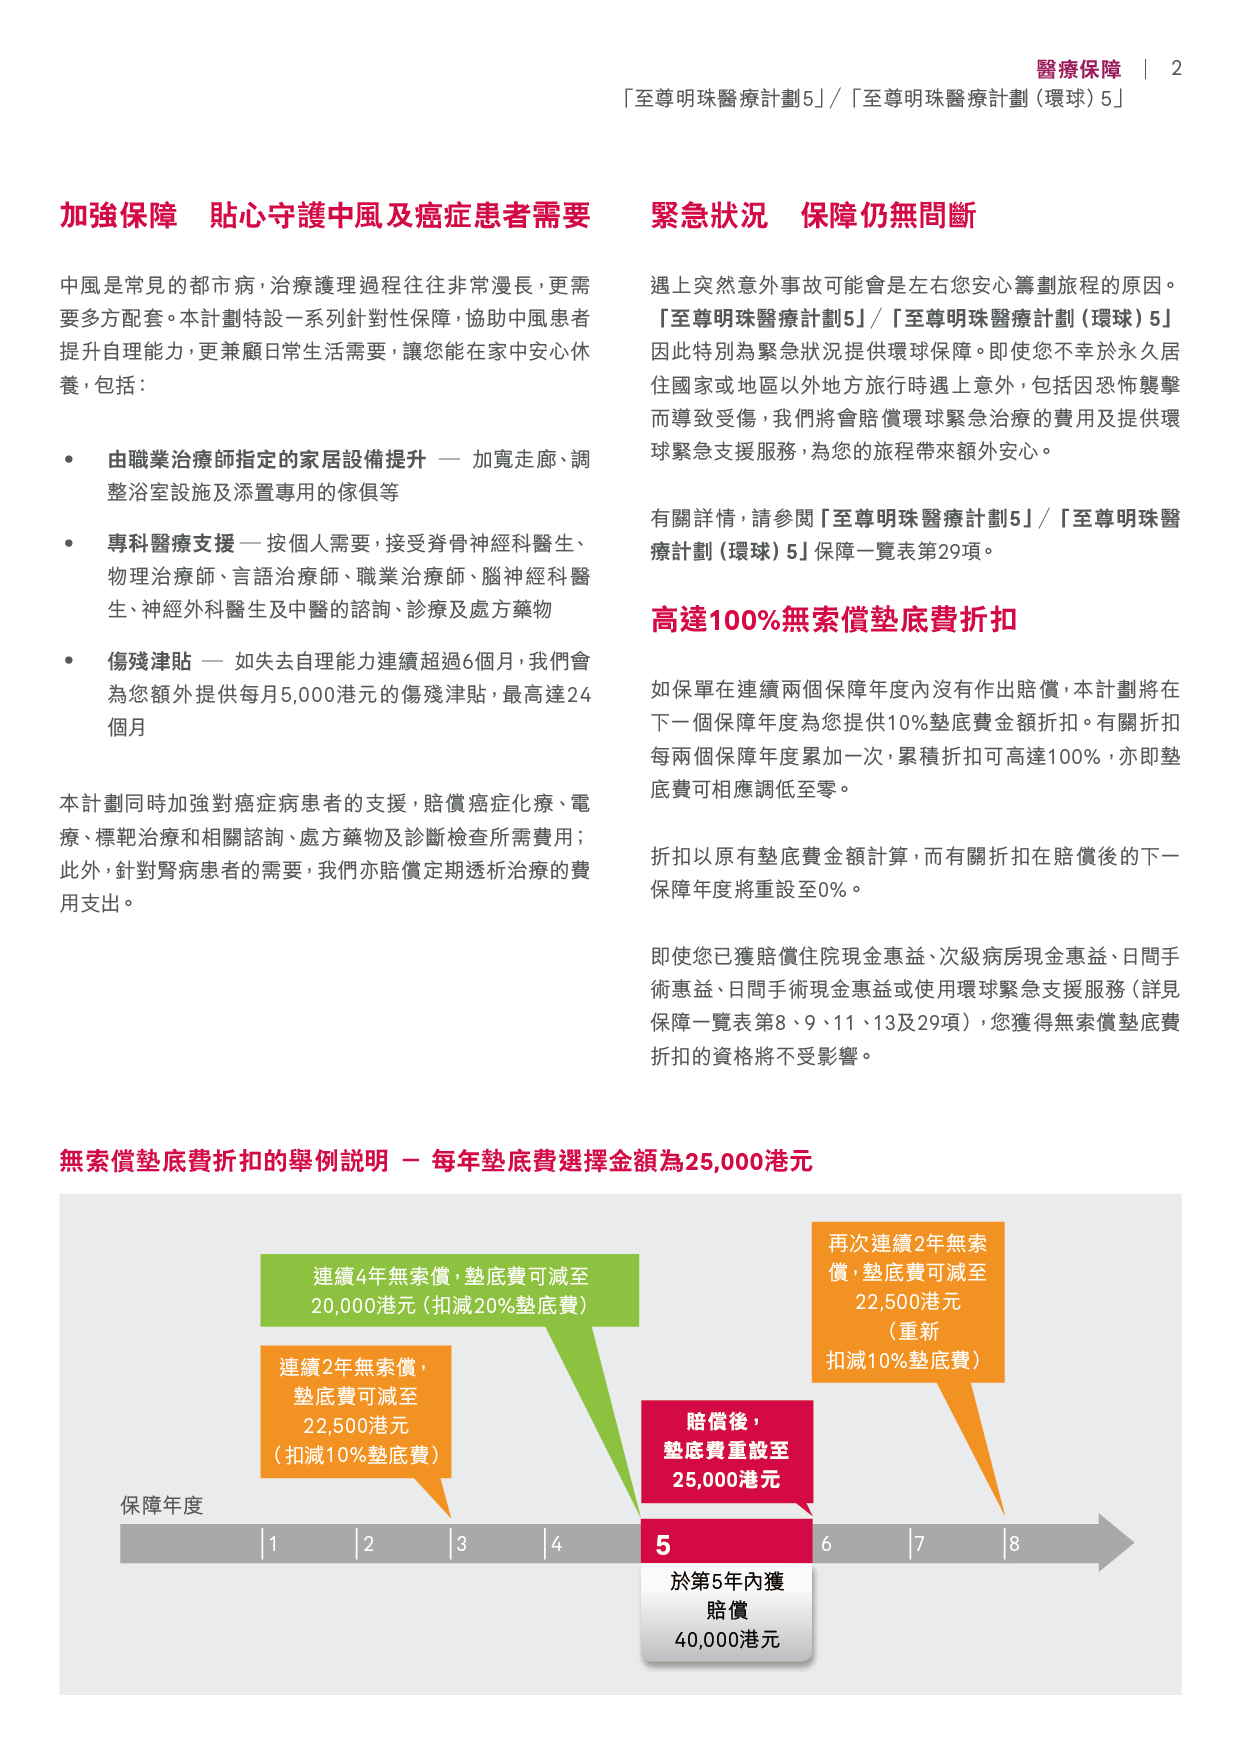 醫療保障 | 2
「至尊明珠醫療計劃5」/「至尊明珠醫療計劃（環球）5」
加強保障　貼心守護中風及癌症患者需要
中風是常見的都市病，治療護理過程往往非常漫長，更需
要多方配套。本計劃特設一系列針對性保障，協助中風患者
提升自理能力，更兼顧日常生活需要，讓您能在家中安心休
養，包括：
• 由職業治療師指定的家居設備提升 — 加寬走廊、調
整浴室設施及添置專用的傢俱等
• 專科醫療支援 — 按個人需要，接受脊骨神經科醫生、
物理治療師、言語治療師、職業治療師、腦神經科醫
生、神經外科醫生及中醫的諮詢、診療及處方藥物
• 傷殘津貼 — 如失去自理能力連續超過6個月，我們會
為您額外提供每月5,000港元的傷殘津貼，最高達24
個月
本計劃同時加強對癌症病患者的支援，賠償癌症化療、電
療、標靶治療和相關諮詢、處方藥物及診斷檢查所需費用；
此外，針對腎病患者的需要，我們亦賠償定期透析治療的費
用支出。
緊急狀況　保障仍無間斷
遇上突然意外事故可能會是左右您安心籌劃旅程的原因。
「至尊明珠醫療計劃5」/「至尊明珠醫療計劃（環球）5」
因此特別為緊急狀況提供環球保障。即使您不幸於永久居
住國家或地區以外地方旅行時遇上意外，包括因恐怖襲擊
而導致受傷，我們將會賠償環球緊急治療的費用及提供環
球緊急支援服務，為您的旅程帶來額外安心。
有關詳情，請參閱「至尊明珠醫療計劃5」/「至尊明珠醫
療計劃（環球）5」保障一覽表第29項。
高達100%無索償墊底費折扣
如保單在連續兩個保障年度內沒有作出賠償，本計劃將在
下一個保障年度為您提供10%墊底費金額折扣。有關折扣
每兩個保障年度累加一次，累積折扣可高達100%，亦即墊
底費可相應調低至零。
折扣以原有墊底費金額計算，而有關折扣在賠償後的下一
保障年度將重設至0%。
即使您已獲賠償住院現金惠益、次級病房現金惠益、日間手
術惠益、日間手術現金惠益或使用環球緊急支援服務（詳見
保障一覽表第8、9、11、13及29項），您獲得無索償墊底費
折扣的資格將不受影響。
無索償墊底費折扣的舉例説明 － 每年墊底費選擇金額為25,000港元
再次連續2年無索
償，墊底費可減至
22,500港元
（重新
扣減10%墊底費）
連續4年無索償，墊底費可減至
20,000港元（扣減20%墊底費）
連續2年無索償，
墊底費可減至
22,500港元
（扣減10%墊底費）
賠償後，
墊底費重設至
25,000港元
保障年度
1 2 3 4 5 6 7 8
於第5年內獲
賠償
40,000港元